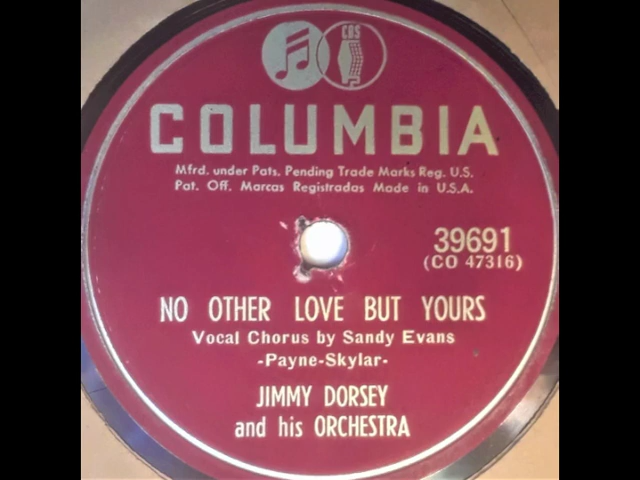 CBS
COLUMBIA
Mfrd. under Pats. Pending Trade Marks Reg. U.S.
Pat. Off. Marcas Registradas Made in U.S.A.
39691
(CO 47316)
NO OTHER LOVE BUT YOURS
Vocal Chorus by Sandy Evans
-Payne-Skylar-
JIMMY DORSEY
and his ORCHESTRA